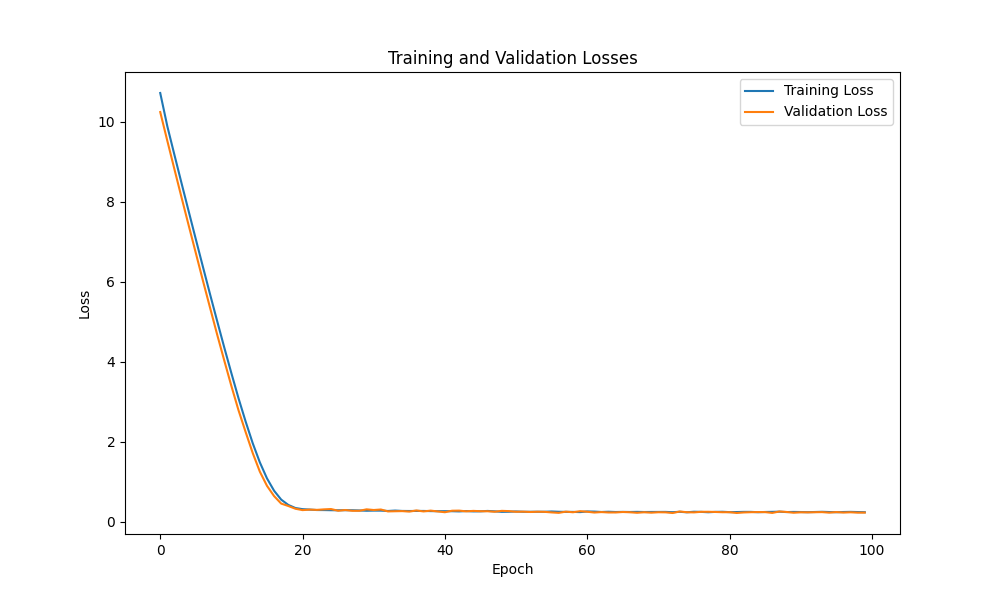 Training and Validation Losses
Training Loss
Validation Loss
10
8
6
4
2
0
Loss
0 20 40 60 80 100
Epoch